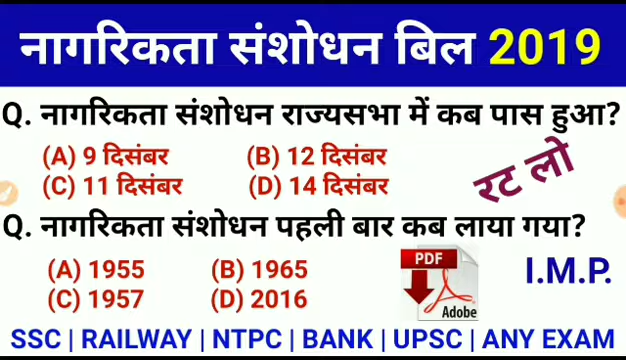 नागरिकता संशोधन बिल 2019
Q. नागरिकता संशोधन राज्यसभा में कब पास हुआ?
(A) 9 दिसंबर (B) 12 दिसंबर
(C) 11 दिसंबर (D) 14 दिसंबर
रट लो
Q. नागरिकता संशोधन पहली बार कब लाया गया?
(A) 1955 (B) 1965
(C) 1957 (D) 2016
PDF
Adobe
I.M.P.
SSC | RAILWAY | NTPC | BANK | UPSC | ANY EXAM